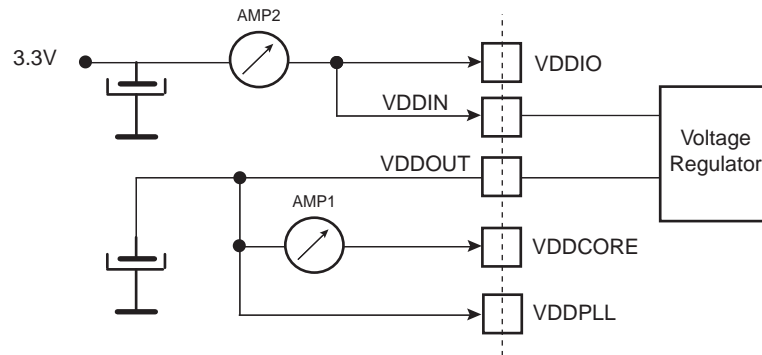 AMP2
3.3V
VDDIO
VDDIN
Voltage
Regulator
VDDOUT
AMP1
VDDCORE
VDDPLL